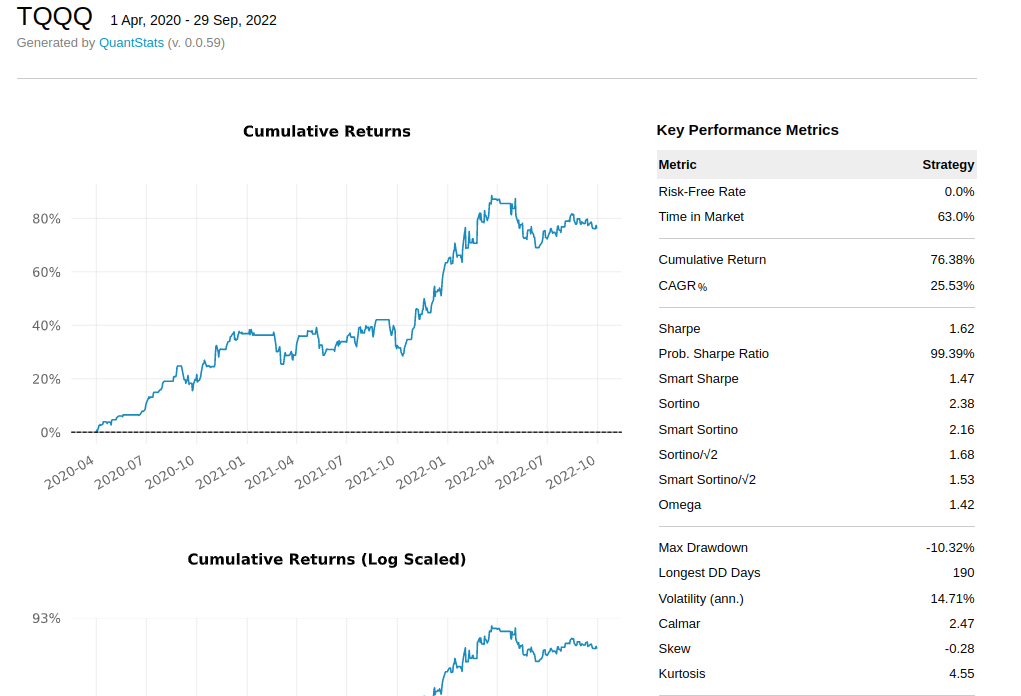 TQQQ 1 Apr, 2020 - 29 Sep, 2022
Generated by QuantStats (v. 0.0.59)
Cumulative Returns
80%
60%
40%
20%
0%
2020-04 2020-07 2020-10 2021-01 2021-04 2021-07 2021-10 2022-01 2022-04 2022-07 2022-10
Cumulative Returns (Log Scaled)
93%
Key Performance Metrics
Metric Strategy
Risk-Free Rate 0.0%
Time in Market 63.0%
Cumulative Return 76.38%
CAGR﹪ 25.53%
Sharpe 1.62
Prob. Sharpe Ratio 99.39%
Smart Sharpe 1.47
Sortino 2.38
Smart Sortino 2.16
Sortino/√2 1.68
Smart Sortino/√2 1.53
Omega 1.42
Max Drawdown -10.32%
Longest DD Days 190
Volatility (ann.) 14.71%
Calmar 2.47
Skew -0.28
Kurtosis 4.55